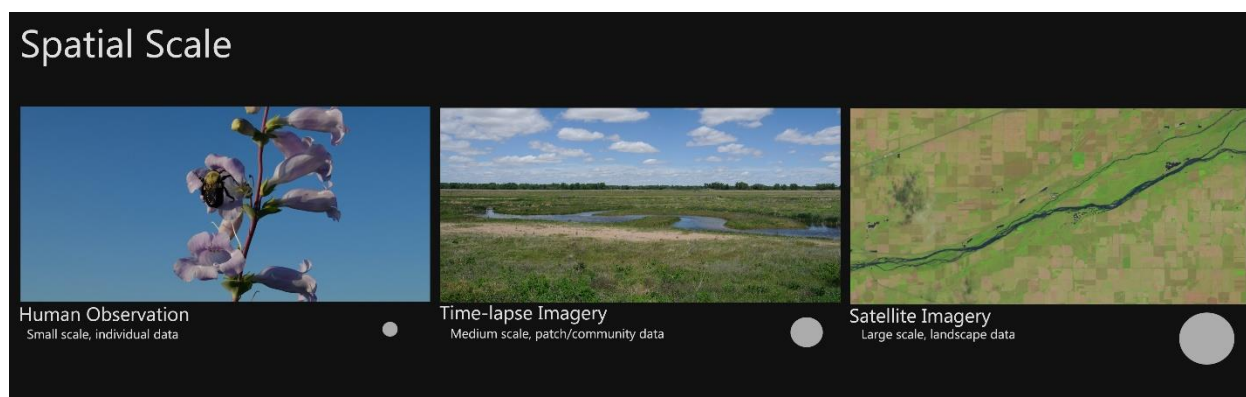 Spatial Scale
Human Observation
Small scale, individual data
Time-lapse Imagery
Medium scale, patch/community data
Satellite Imagery
Large scale, landscape data